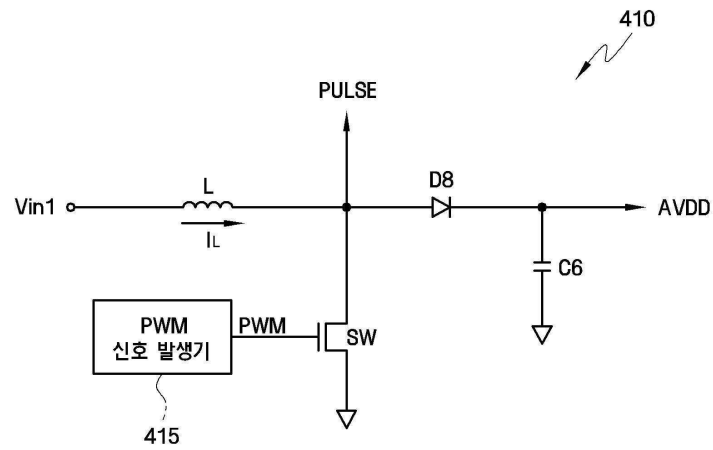 410
PULSE
L
D8
Vin1
AVDD
IL
C6
PWM
신호 발생기
PWM
SW
415